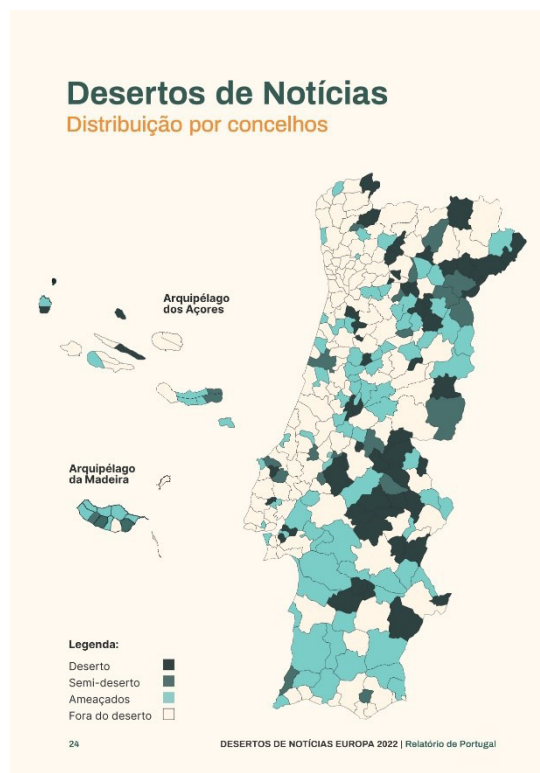 Desertos de Notícias
Distribuição por concelhos
Arquipélago
dos Açores
Arquipélago
da Madeira
Legenda:
Deserto
Semi-deserto
Ameaçados
Fora do deserto
24
DESERTOS DE NOTÍCIAS EUROPA 2022 | Relatório de Portugal